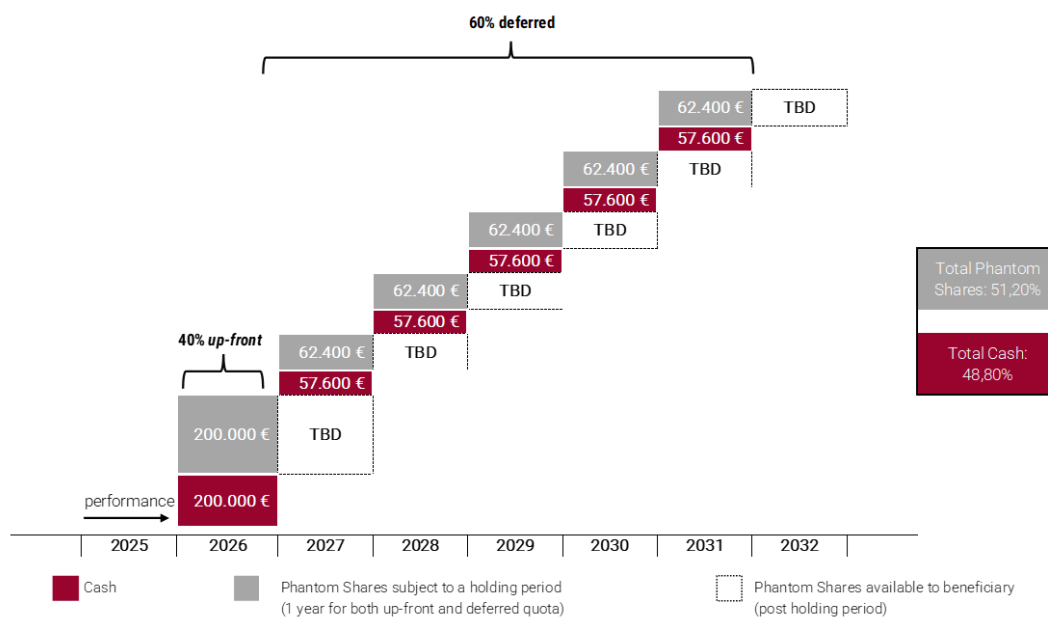 60% deferred
62.400 €
TBD
57.600 €
62.400 €
TBD
57.600 €
62.400 €
TBD
57.600 €
Total Phantom
Shares: 51,20%
62.400 €
TBD
57.600 €
Total Cash:
48,80%
40% up-front
62.400 €
TBD
57.600 €
200.000 €
TBD
performance
200.000 €
2025 2026 2027 2028 2029 2030 2031 2032
Cash
Phantom Shares subject to a holding period
(1 year for both up-front and deferred quota)
Phantom Shares available to beneficiary
(post holding period)